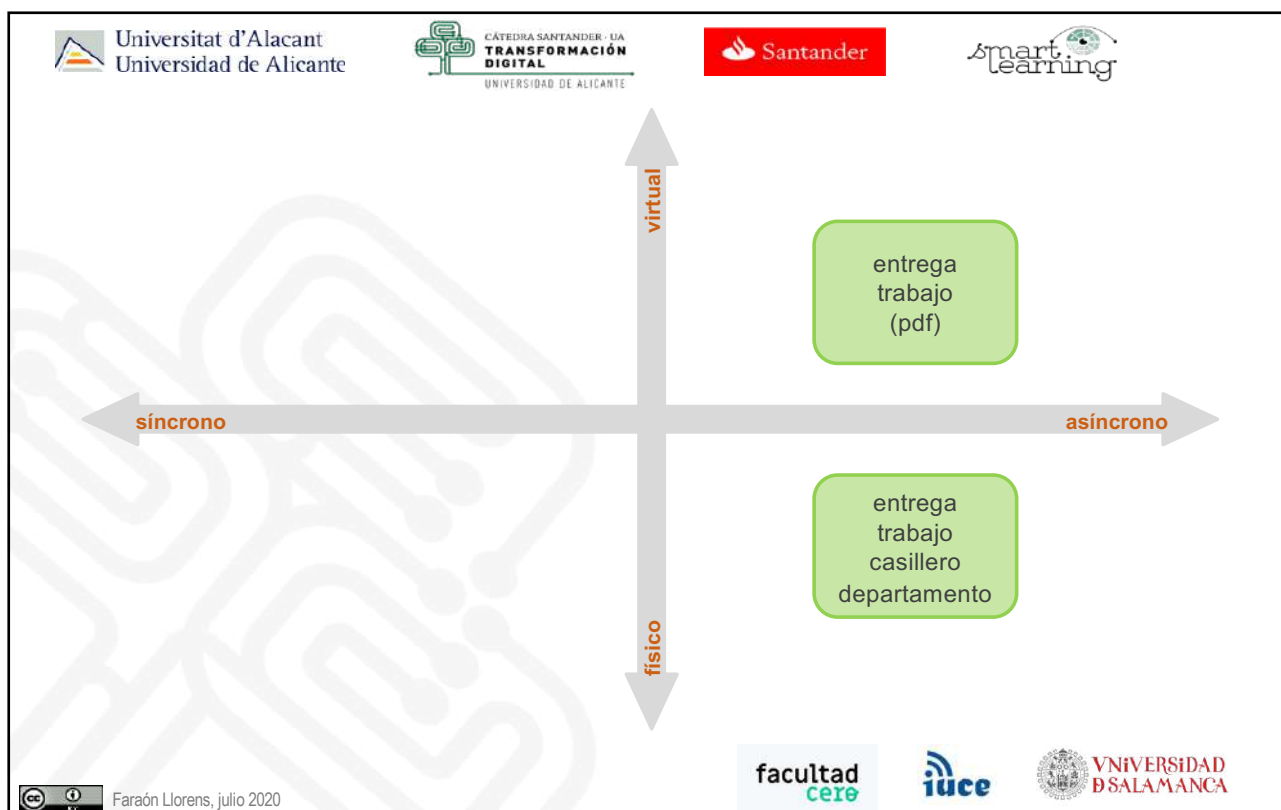 Universitat d'Alacant
Universidad de Alicante
CÁTEDRA SANTANDER · UA
TRANSFORMACIÓN
DIGITAL
UNIVERSIDAD DE ALICANTE
Santander
smart
learning
virtual
entrega
trabajo
(pdf)
síncrono
asíncrono
entrega
trabajo
casillero
departamento
físico
facultad
cero
iuce
VNiVERSiDAD
D SALAMANCA
cc
Faraón Llorens, julio 2020